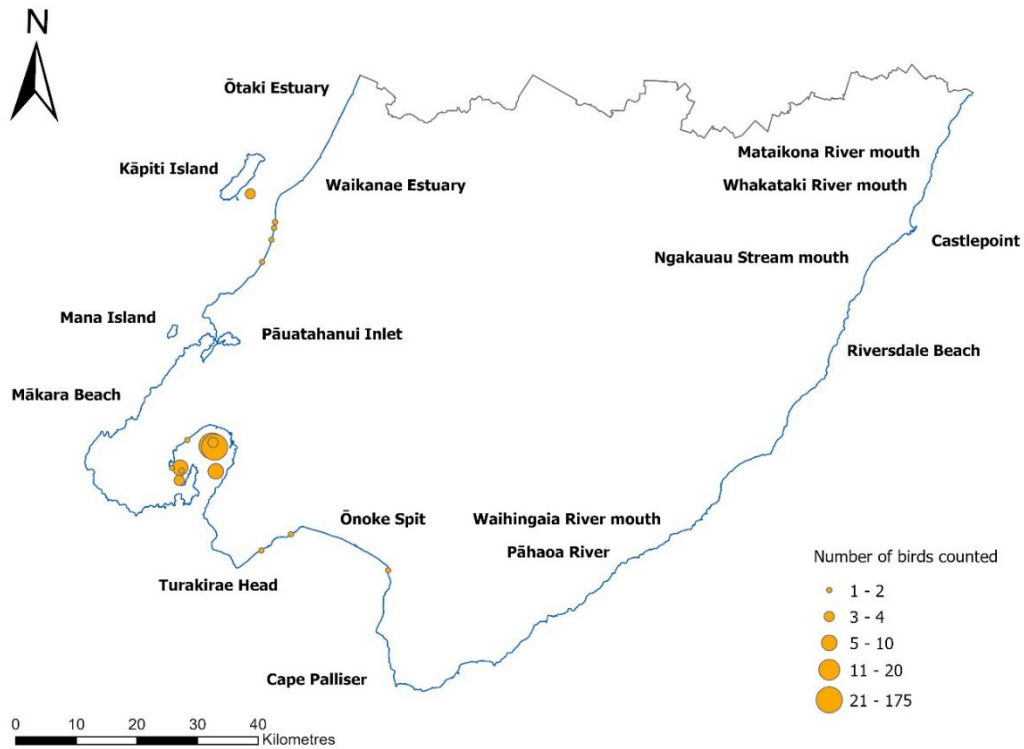 N
Ōtaki Estuary
Mataikona River mouth
Kāpiti Island
Waikanae Estuary
Whakataki River mouth
Castlepoint
Ngakauau Stream mouth
Mana Island
Pāuatahanui Inlet
Riversdale Beach
Mākara Beach
Ōnoke Spit
Waihingaia River mouth
Pāhaoa River
Turakirae Head
Cape Palliser
Number of birds counted
1 - 2
3 - 4
5 - 10
11 - 20
21 - 175
0 10 20 30 40
Kilometres